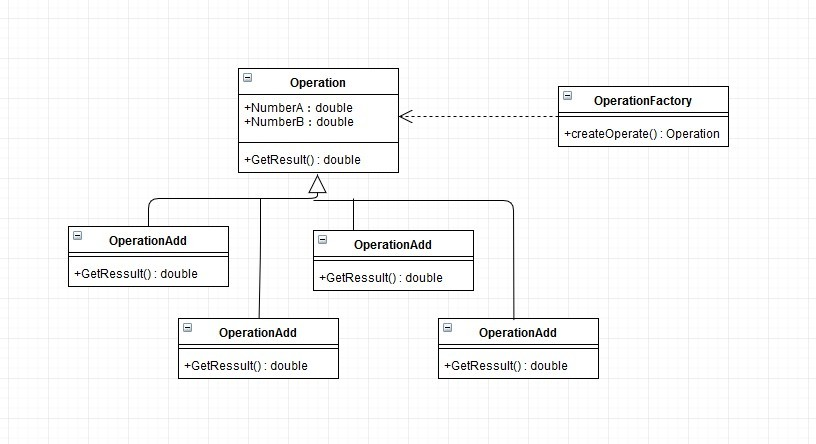 Operation
+NumberA : double
+NumberB : double
+GetResult() : double
OperationFactory
+createOperate() : Operation
OperationAdd
+GetRessult() : double
OperationAdd
+GetRessult() : double
OperationAdd
+GetRessult() : double
OperationAdd
+GetRessult() : double